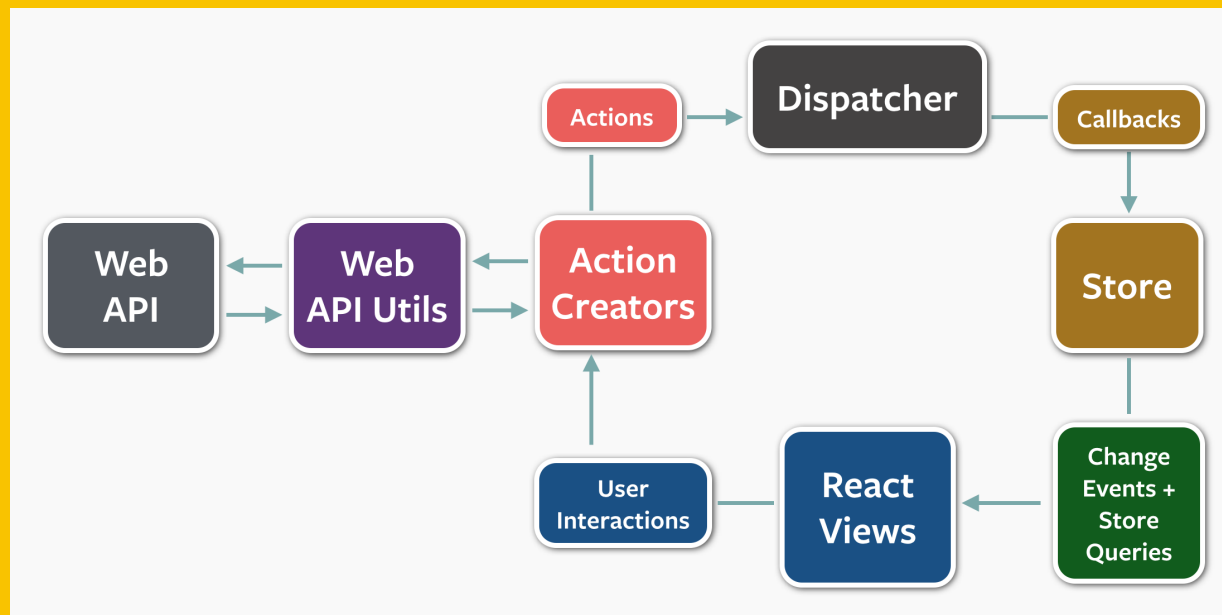 Dispatcher
Actions
Callbacks
Web
API
Web
API Utils
Action
Creators
Store
User
Interactions
React
Views
Change
Events +
Store
Queries